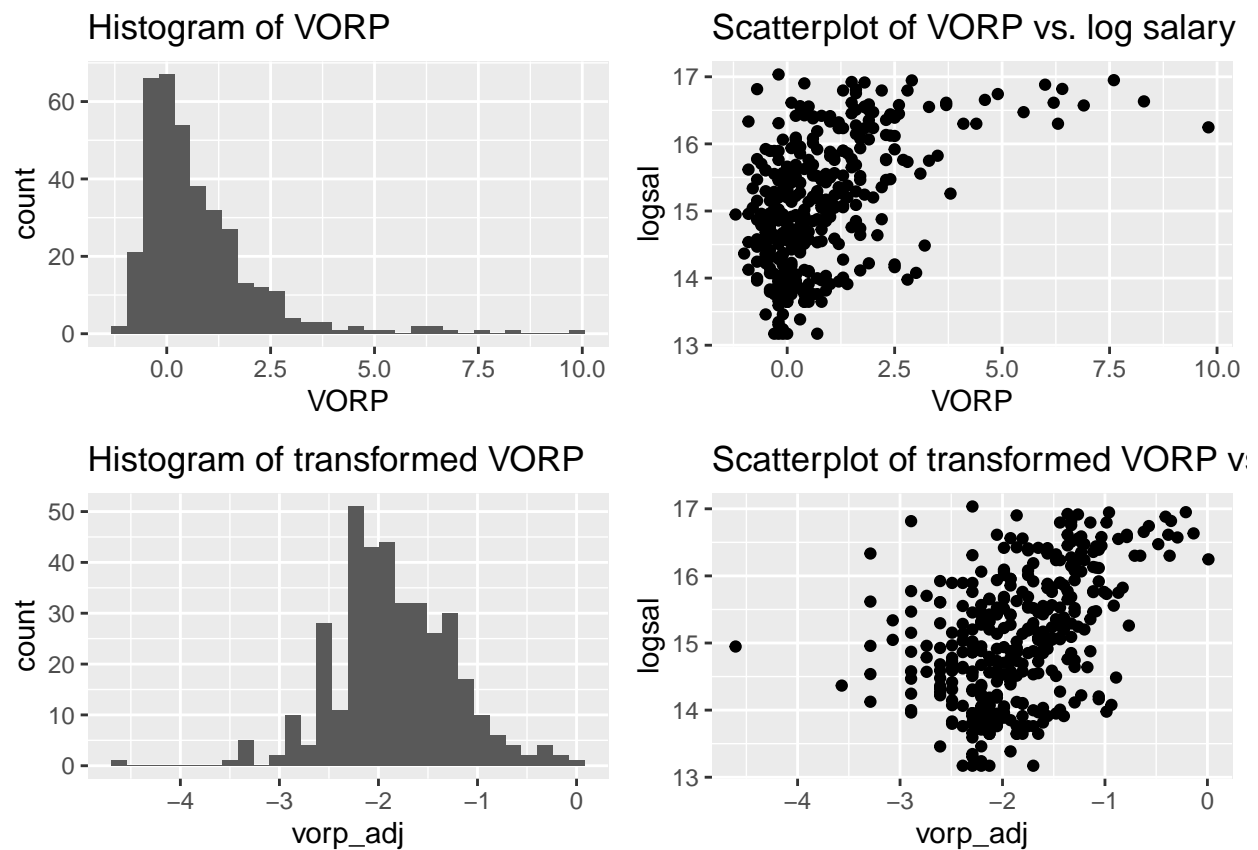 Histogram of VORP
60
40
20
0
count
0.0 2.5 5.0 7.5 10.0
VORP
Scatterplot of VORP vs. log salary
17
16
15
14
13
logsal
0.0 2.5 5.0 7.5 10.0
VORP
Histogram of transformed VORP
50
40
30
20
10
0
count
−4 −3 −2 −1 0
vorp_adj
Scatterplot of transformed VORP vs
17
16
15
14
13
logsal
−4 −3 −2 −1 0
vorp_adj